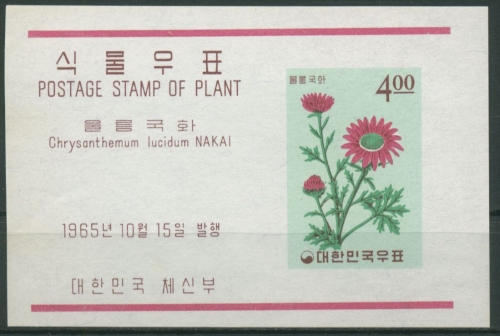 식물우표
POSTAGE STAMP OF PLANT
울릉국화
Chrysanthemum lucidum NAKAI
1965년 10월 15일 발행
대한민국 체신부
울릉국화
4.00
대한민국우표